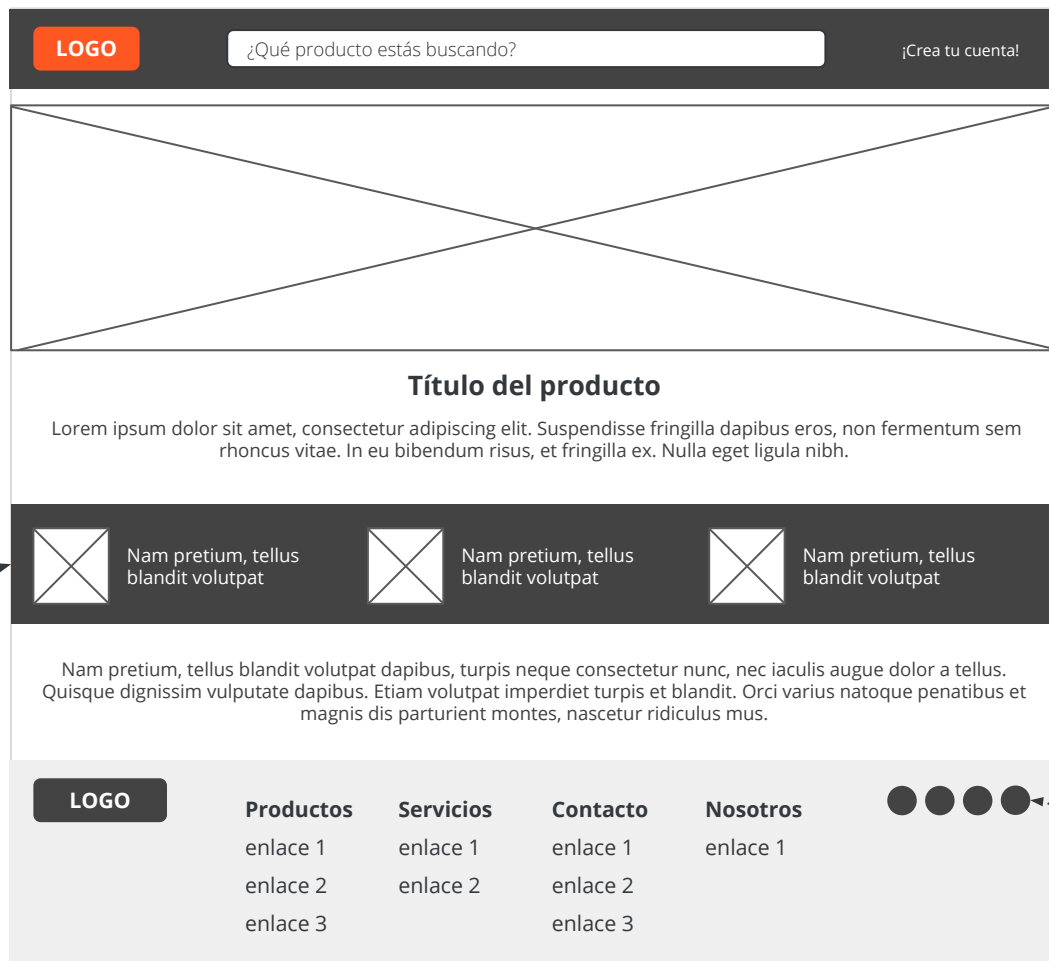 LOGO
¿Qué producto estás buscando?
¡Crea tu cuenta!
Título del producto
Lorem ipsum dolor sit amet, consectetur adipiscing elit. Suspendisse fringilla dapibus eros, non fermentum sem
rhoncus vitae. In eu bibendum risus, et fringilla ex. Nulla eget ligula nibh.
Nam pretium, tellus
blandit volutpat
Nam pretium, tellus
blandit volutpat
Nam pretium, tellus
blandit volutpat
Nam pretium, tellus blandit volutpat dapibus, turpis neque consectetur nunc, nec iaculis augue dolor a tellus.
Quisque dignissim vulputate dapibus. Etiam volutpat imperdiet turpis et blandit. Orci varius natoque penatibus et
magnis dis parturient montes, nascetur ridiculus mus.
LOGO
Productos
enlace 1
enlace 2
enlace 3
Servicios
enlace 1
enlace 2
Contacto
enlace 1
enlace 2
enlace 3
Nosotros
enlace 1